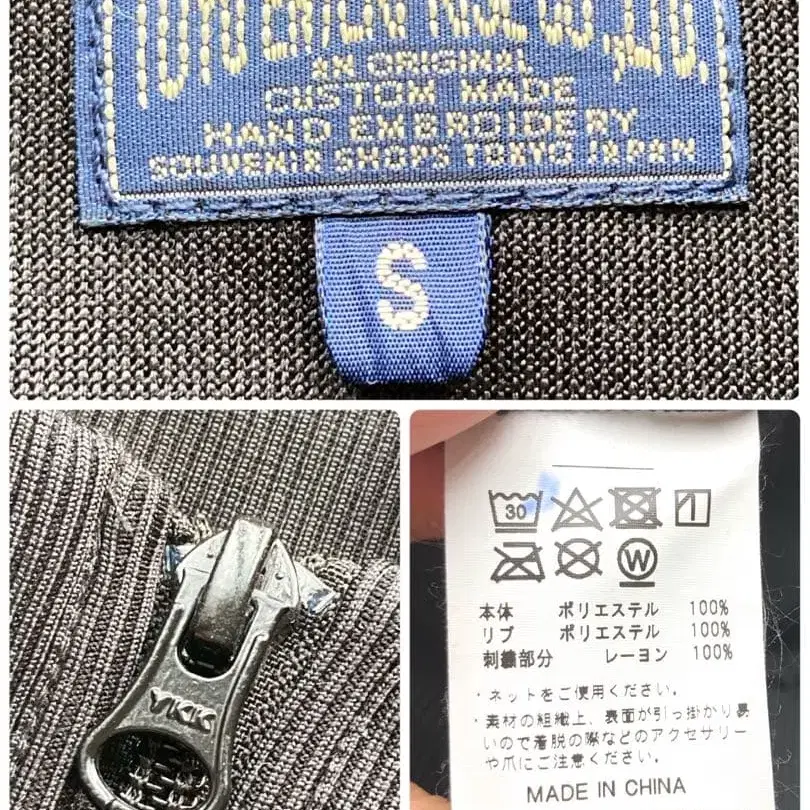 AN ORIGINAL
CUSTOM MADE
HAND EMBROIDERY
SOUVENIR SHOPS TOKYO JAPAN
S
YKK
30
W
本体 ポリエステル 100%
リブ ポリエステル 100%
刺繍部分 レーヨン 100%
・ネットをご使用ください。
・素材の組織上、表面が引っ掛かり易
いので着脱の際などのアクセサリー
や爪にご注意ください。
MADE IN CHINA